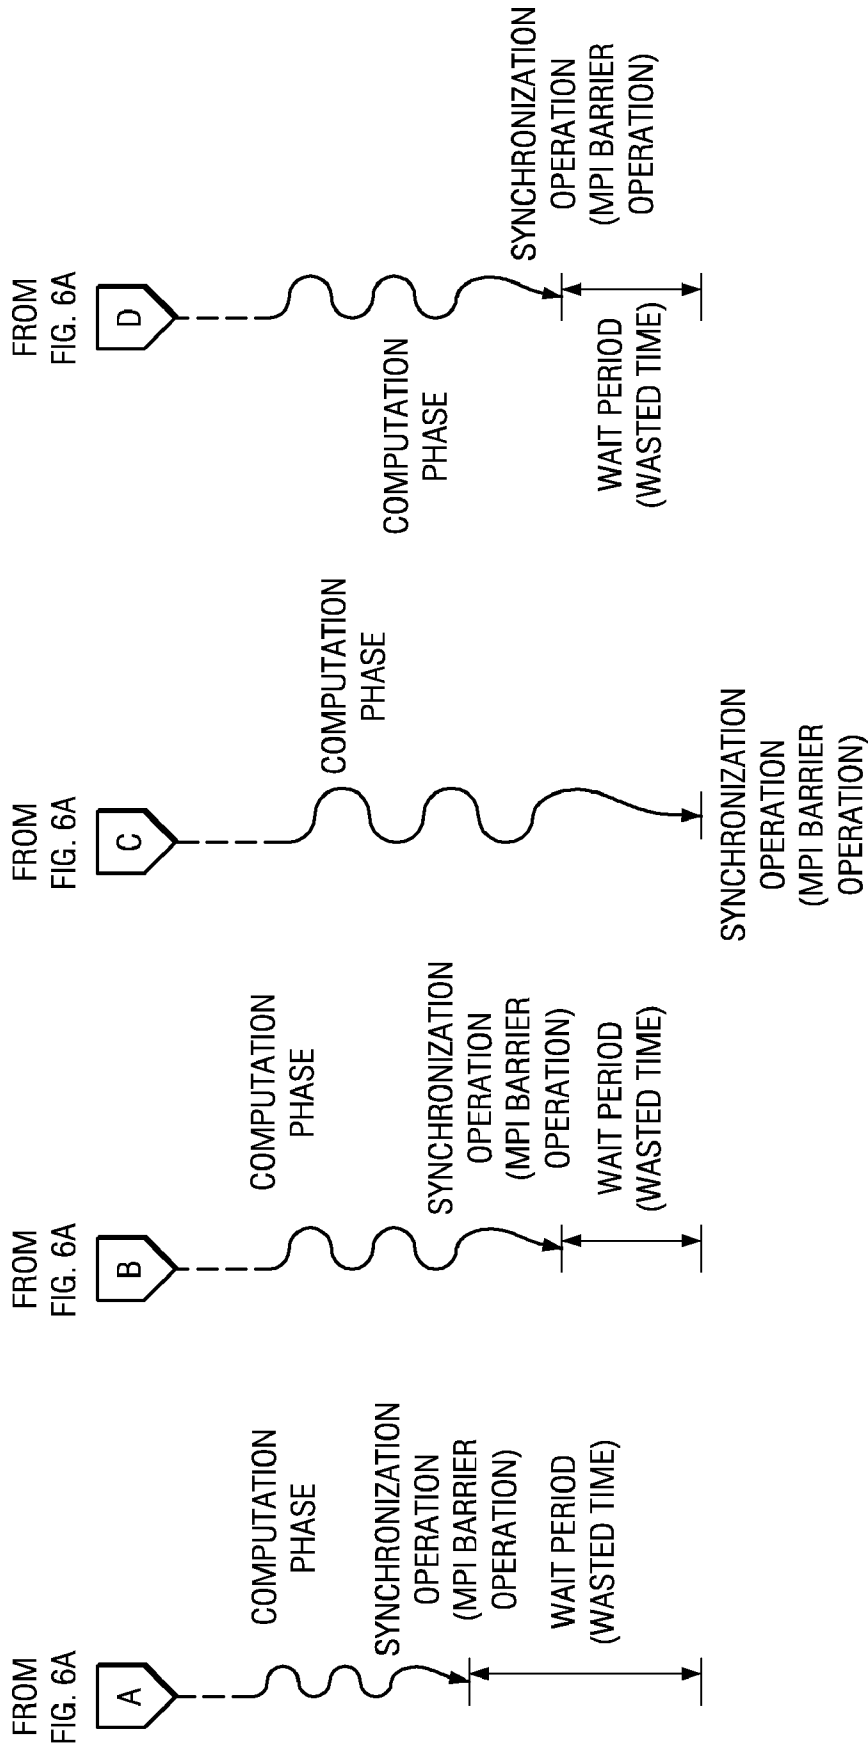 FROM
FIG. 6A
A
COMPUTATION
PHASE
SYNCHRONIZATION
OPERATION
(MPI BARRIER
OPERATION)
WAIT PERIOD
(WASTED TIME)
FROM
FIG. 6A
B
COMPUTATION
PHASE
SYNCHRONIZATION
OPERATION
(MPI BARRIER
OPERATION)
WAIT PERIOD
(WASTED TIME)
FROM
FIG. 6A
C
COMPUTATION
PHASE
SYNCHRONIZATION
OPERATION
(MPI BARRIER
OPERATION)
FROM
FIG. 6A
D
COMPUTATION
PHASE
SYNCHRONIZATION
OPERATION
(MPI BARRIER
OPERATION)
WAIT PERIOD
(WASTED TIME)